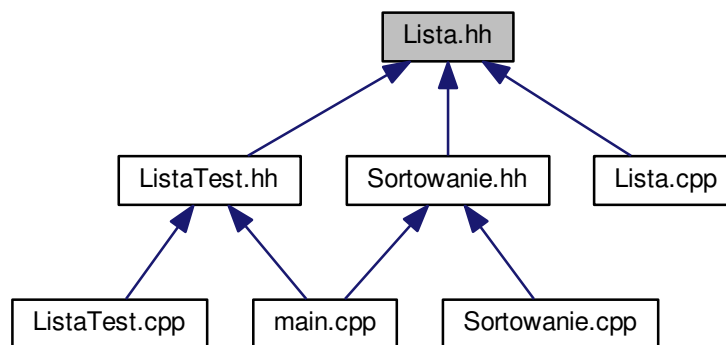 Lista.hh
ListaTest.hh
Sortowanie.hh
Lista.cpp
ListaTest.cpp
main.cpp
Sortowanie.cpp